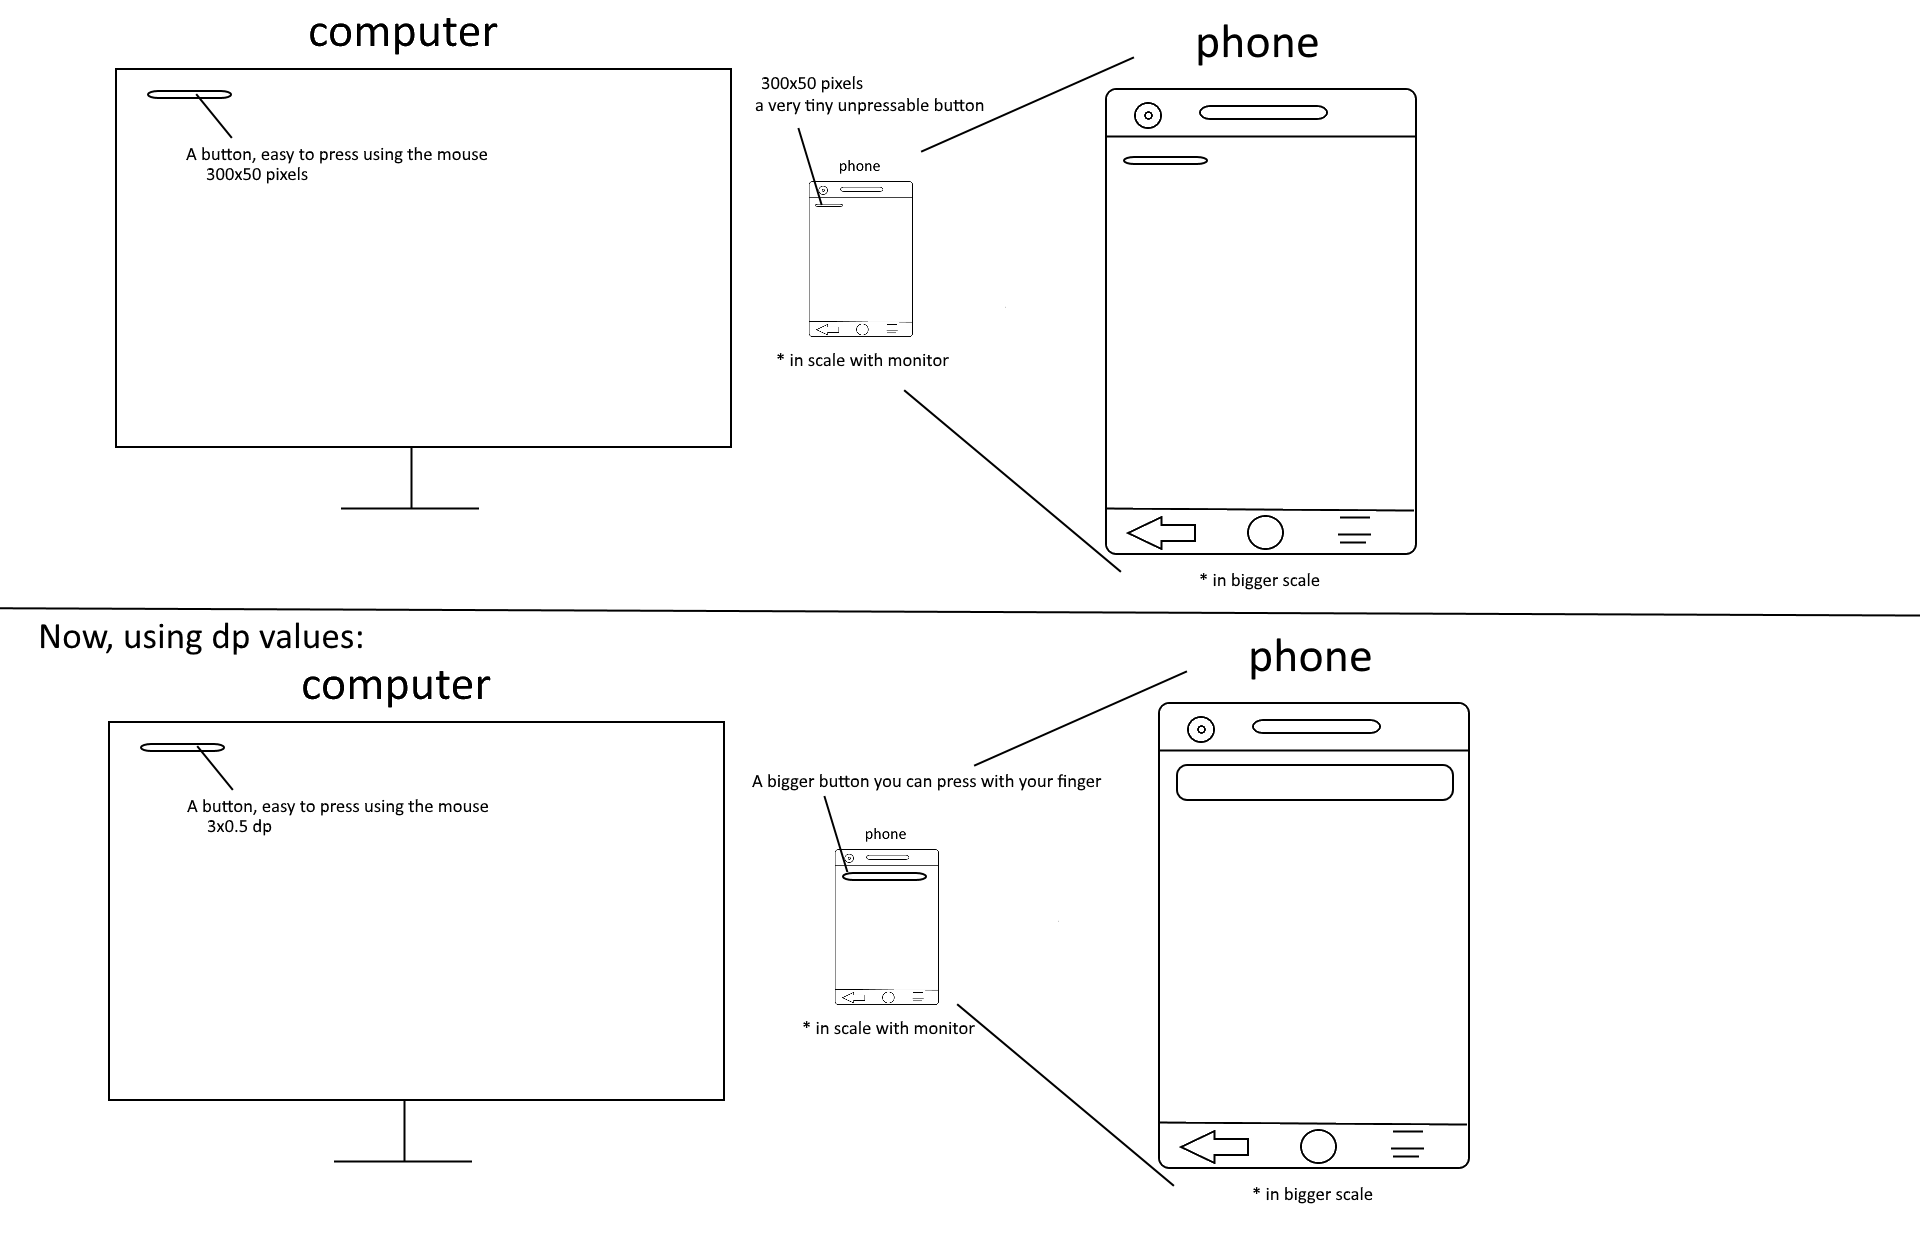 computer
A button, easy to press using the mouse
300x50 pixels
300x50 pixels
a very tiny unpressable button
phone
* in scale with monitor
phone
* in bigger scale
Now, using dp values:
computer
A button, easy to press using the mouse
3x0.5 dp
A bigger button you can press with your finger
phone
* in scale with monitor
phone
* in bigger scale